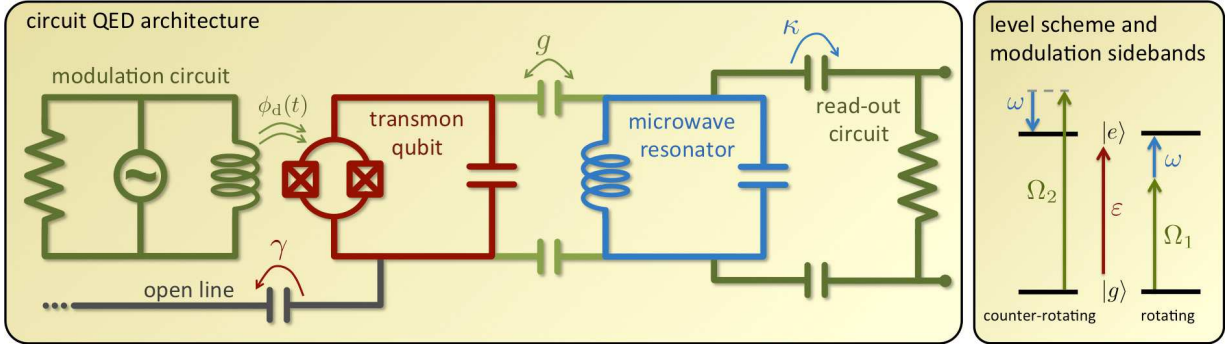 circuit QED architecture
modulation circuit
ϕ_d(t)
transmon
qubit
g
microwave
resonator
κ
read-out
circuit
γ
open line
~
level scheme and
modulation sidebands
ω
|e⟩
ω
Ω₂
ε
Ω₁
|g⟩
counter-rotating
rotating